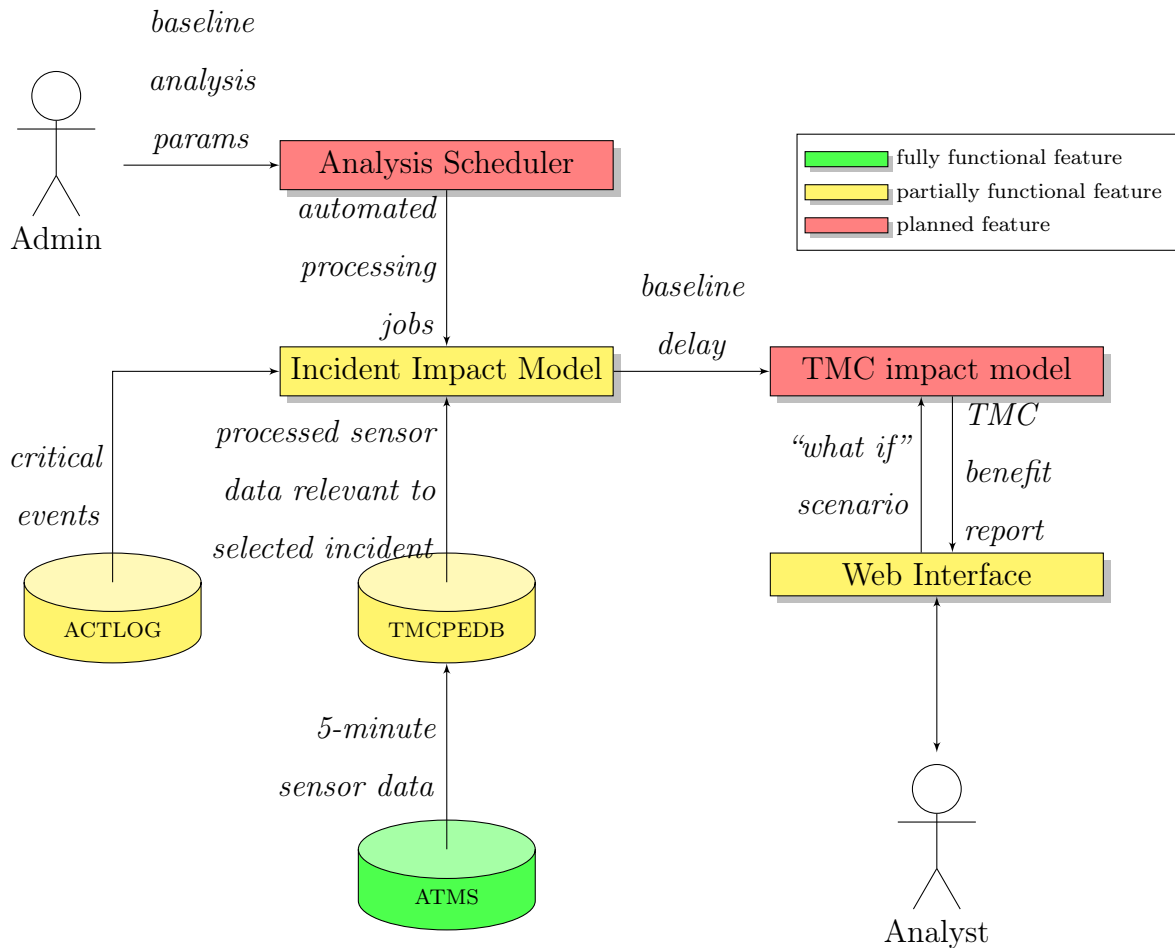 baseline
analysis
params
Admin
Analysis Scheduler
fully functional feature
partially functional feature
planned feature
automated
processing
jobs
baseline
delay
Incident Impact Model
TMC impact model
critical
events
processed sensor
data relevant to
selected incident
“what if”
scenario
TMC
benefit
report
ACTLOG
TMCPEDB
Web Interface
5-minute
sensor data
ATMS
Analyst